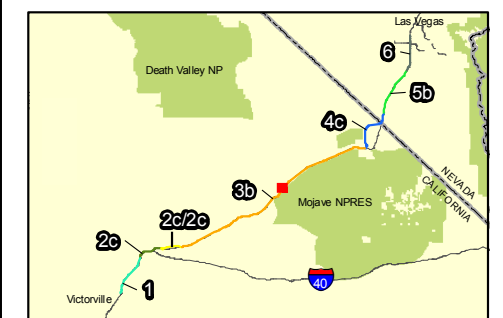 Las Vegas
6
Death Valley NP
5b
4c
NEVADA
CALIFORNIA
3b
Mojave NPRES
2c/2c
2c
40
1
Victorville